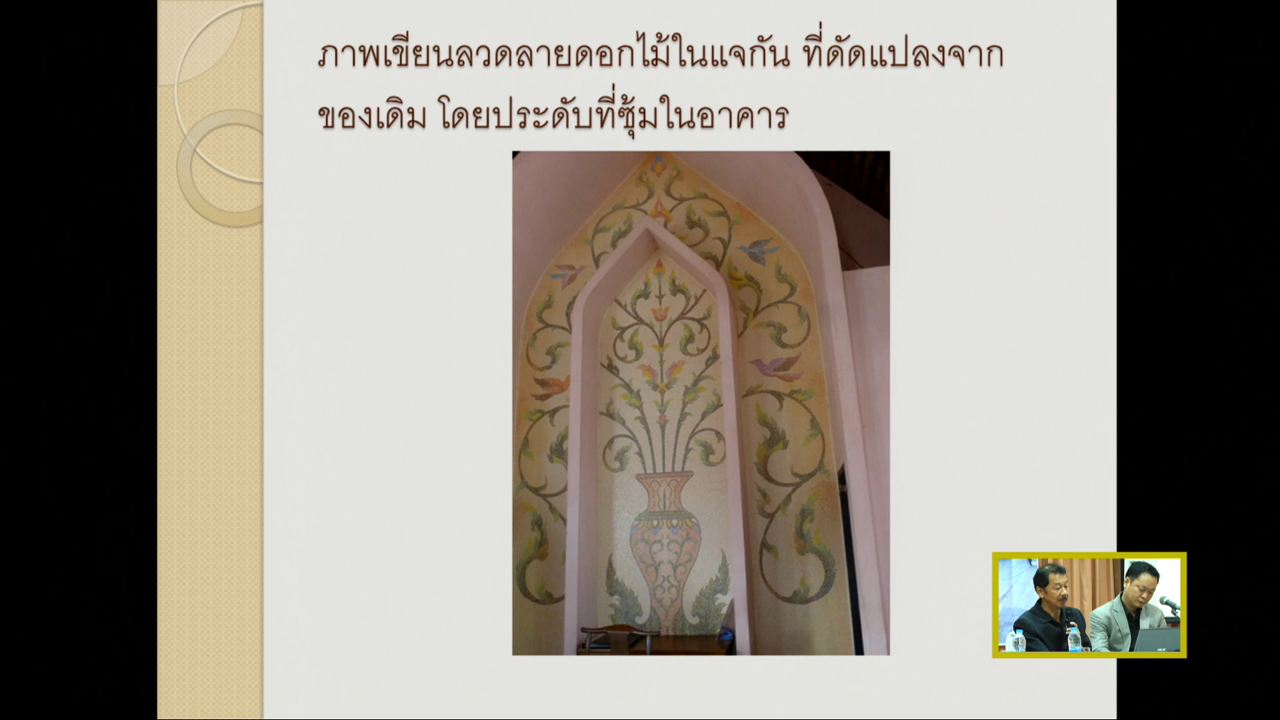 ภาพเขียนลวดลายดอกไม้ในแจกัน ที่ดัดแปลงจาก
ของเดิม โดยประดับที่ซุ้มในอาคาร